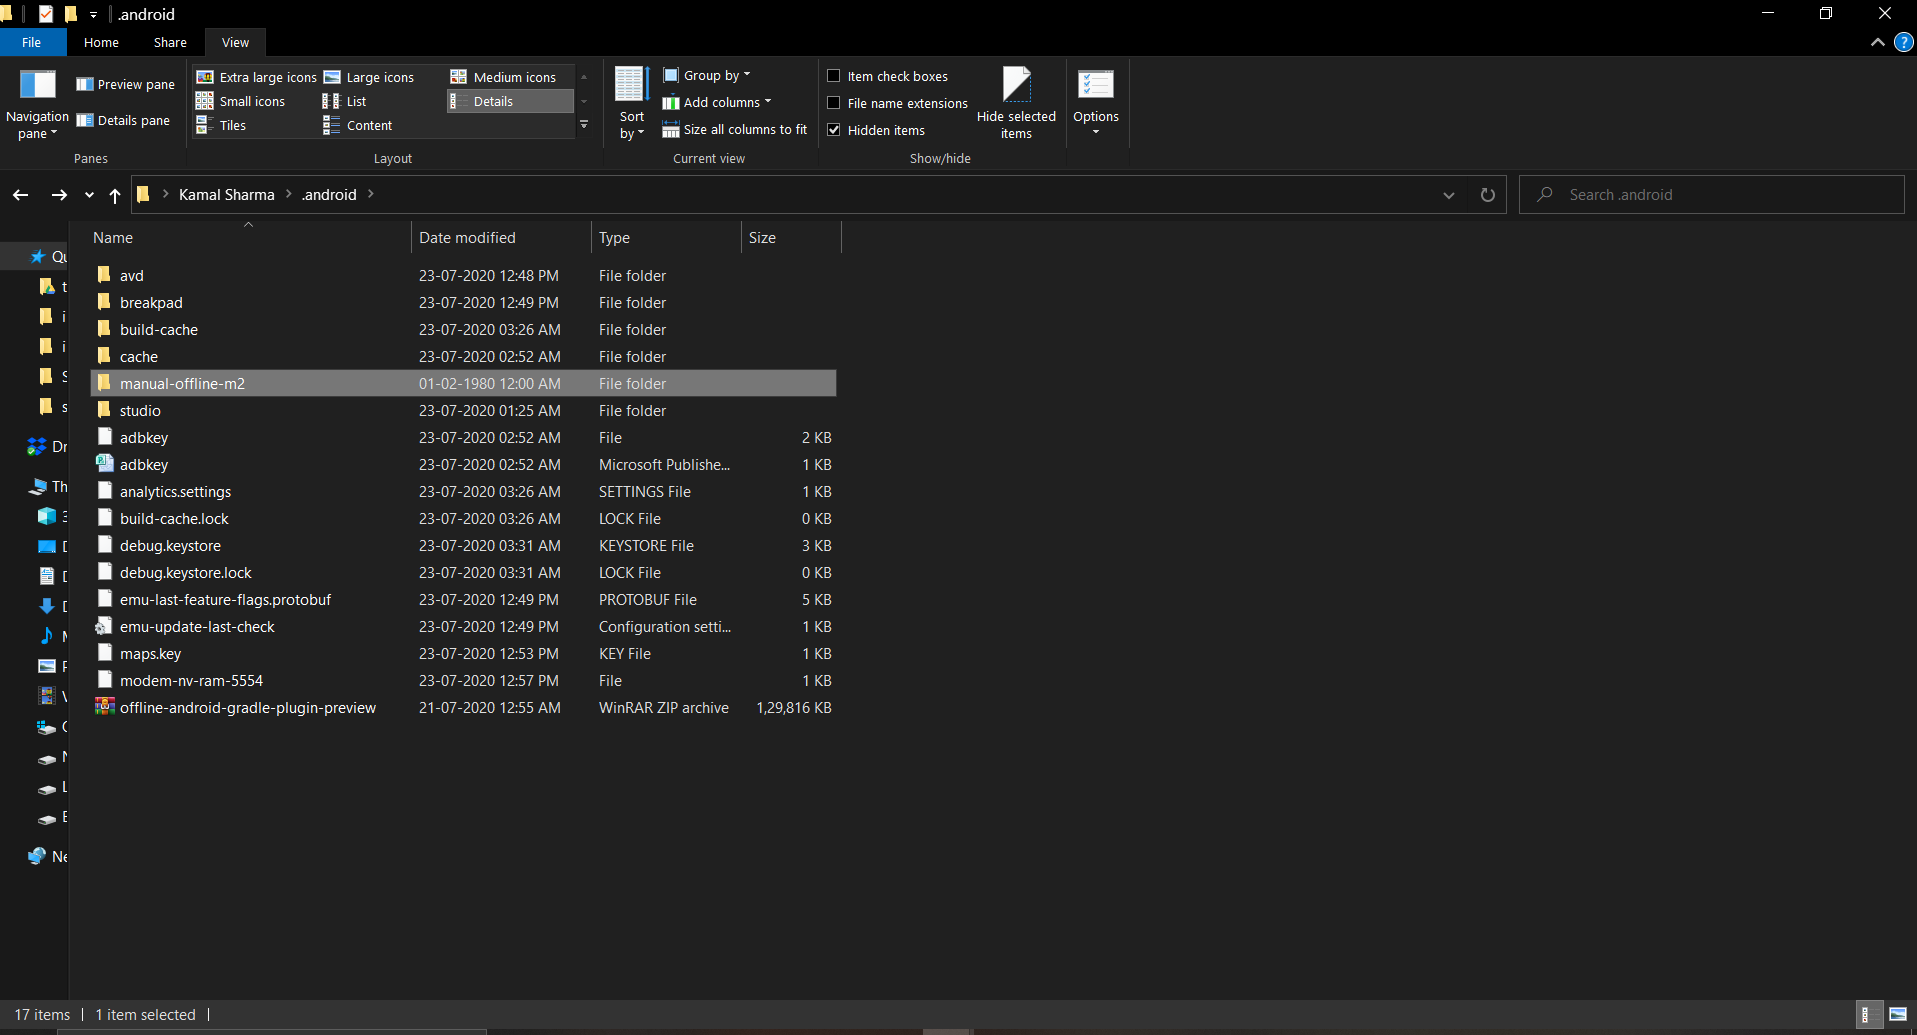 .android
File Home Share View
Navigation pane
Preview pane
Details pane
Panes
Extra large icons Large icons Medium icons
Small icons List Details
Tiles Content
Layout
Sort by
Group by
Add columns
Size all columns to fit
Current view
Item check boxes
File name extensions
Hidden items
Hide selected items
Show/hide
Options
Kamal Sharma .android
Search .android
Name Date modified Type Size
avd 23-07-2020 12:48 PM File folder
breakpad 23-07-2020 12:49 PM File folder
build-cache 23-07-2020 03:26 AM File folder
cache 23-07-2020 02:52 AM File folder
manual-offline-m2 01-02-1980 12:00 AM File folder
studio 23-07-2020 01:25 AM File folder
adbkey 23-07-2020 02:52 AM File 2 KB
adbkey 23-07-2020 02:52 AM Microsoft Publishe... 1 KB
analytics.settings 23-07-2020 03:26 AM SETTINGS File 1 KB
build-cache.lock 23-07-2020 03:26 AM LOCK File 0 KB
debug.keystore 23-07-2020 03:31 AM KEYSTORE File 3 KB
debug.keystore.lock 23-07-2020 03:31 AM LOCK File 0 KB
emu-last-feature-flags.protobuf 23-07-2020 12:49 PM PROTOBUF File 5 KB
emu-update-last-check 23-07-2020 12:49 PM Configuration setti... 1 KB
maps.key 23-07-2020 12:53 PM KEY File 1 KB
modem-nv-ram-5554 23-07-2020 12:57 PM File 1 KB
offline-android-gradle-plugin-preview 21-07-2020 12:55 AM WinRAR ZIP archive 1,29,816 KB
17 items 1 item selected